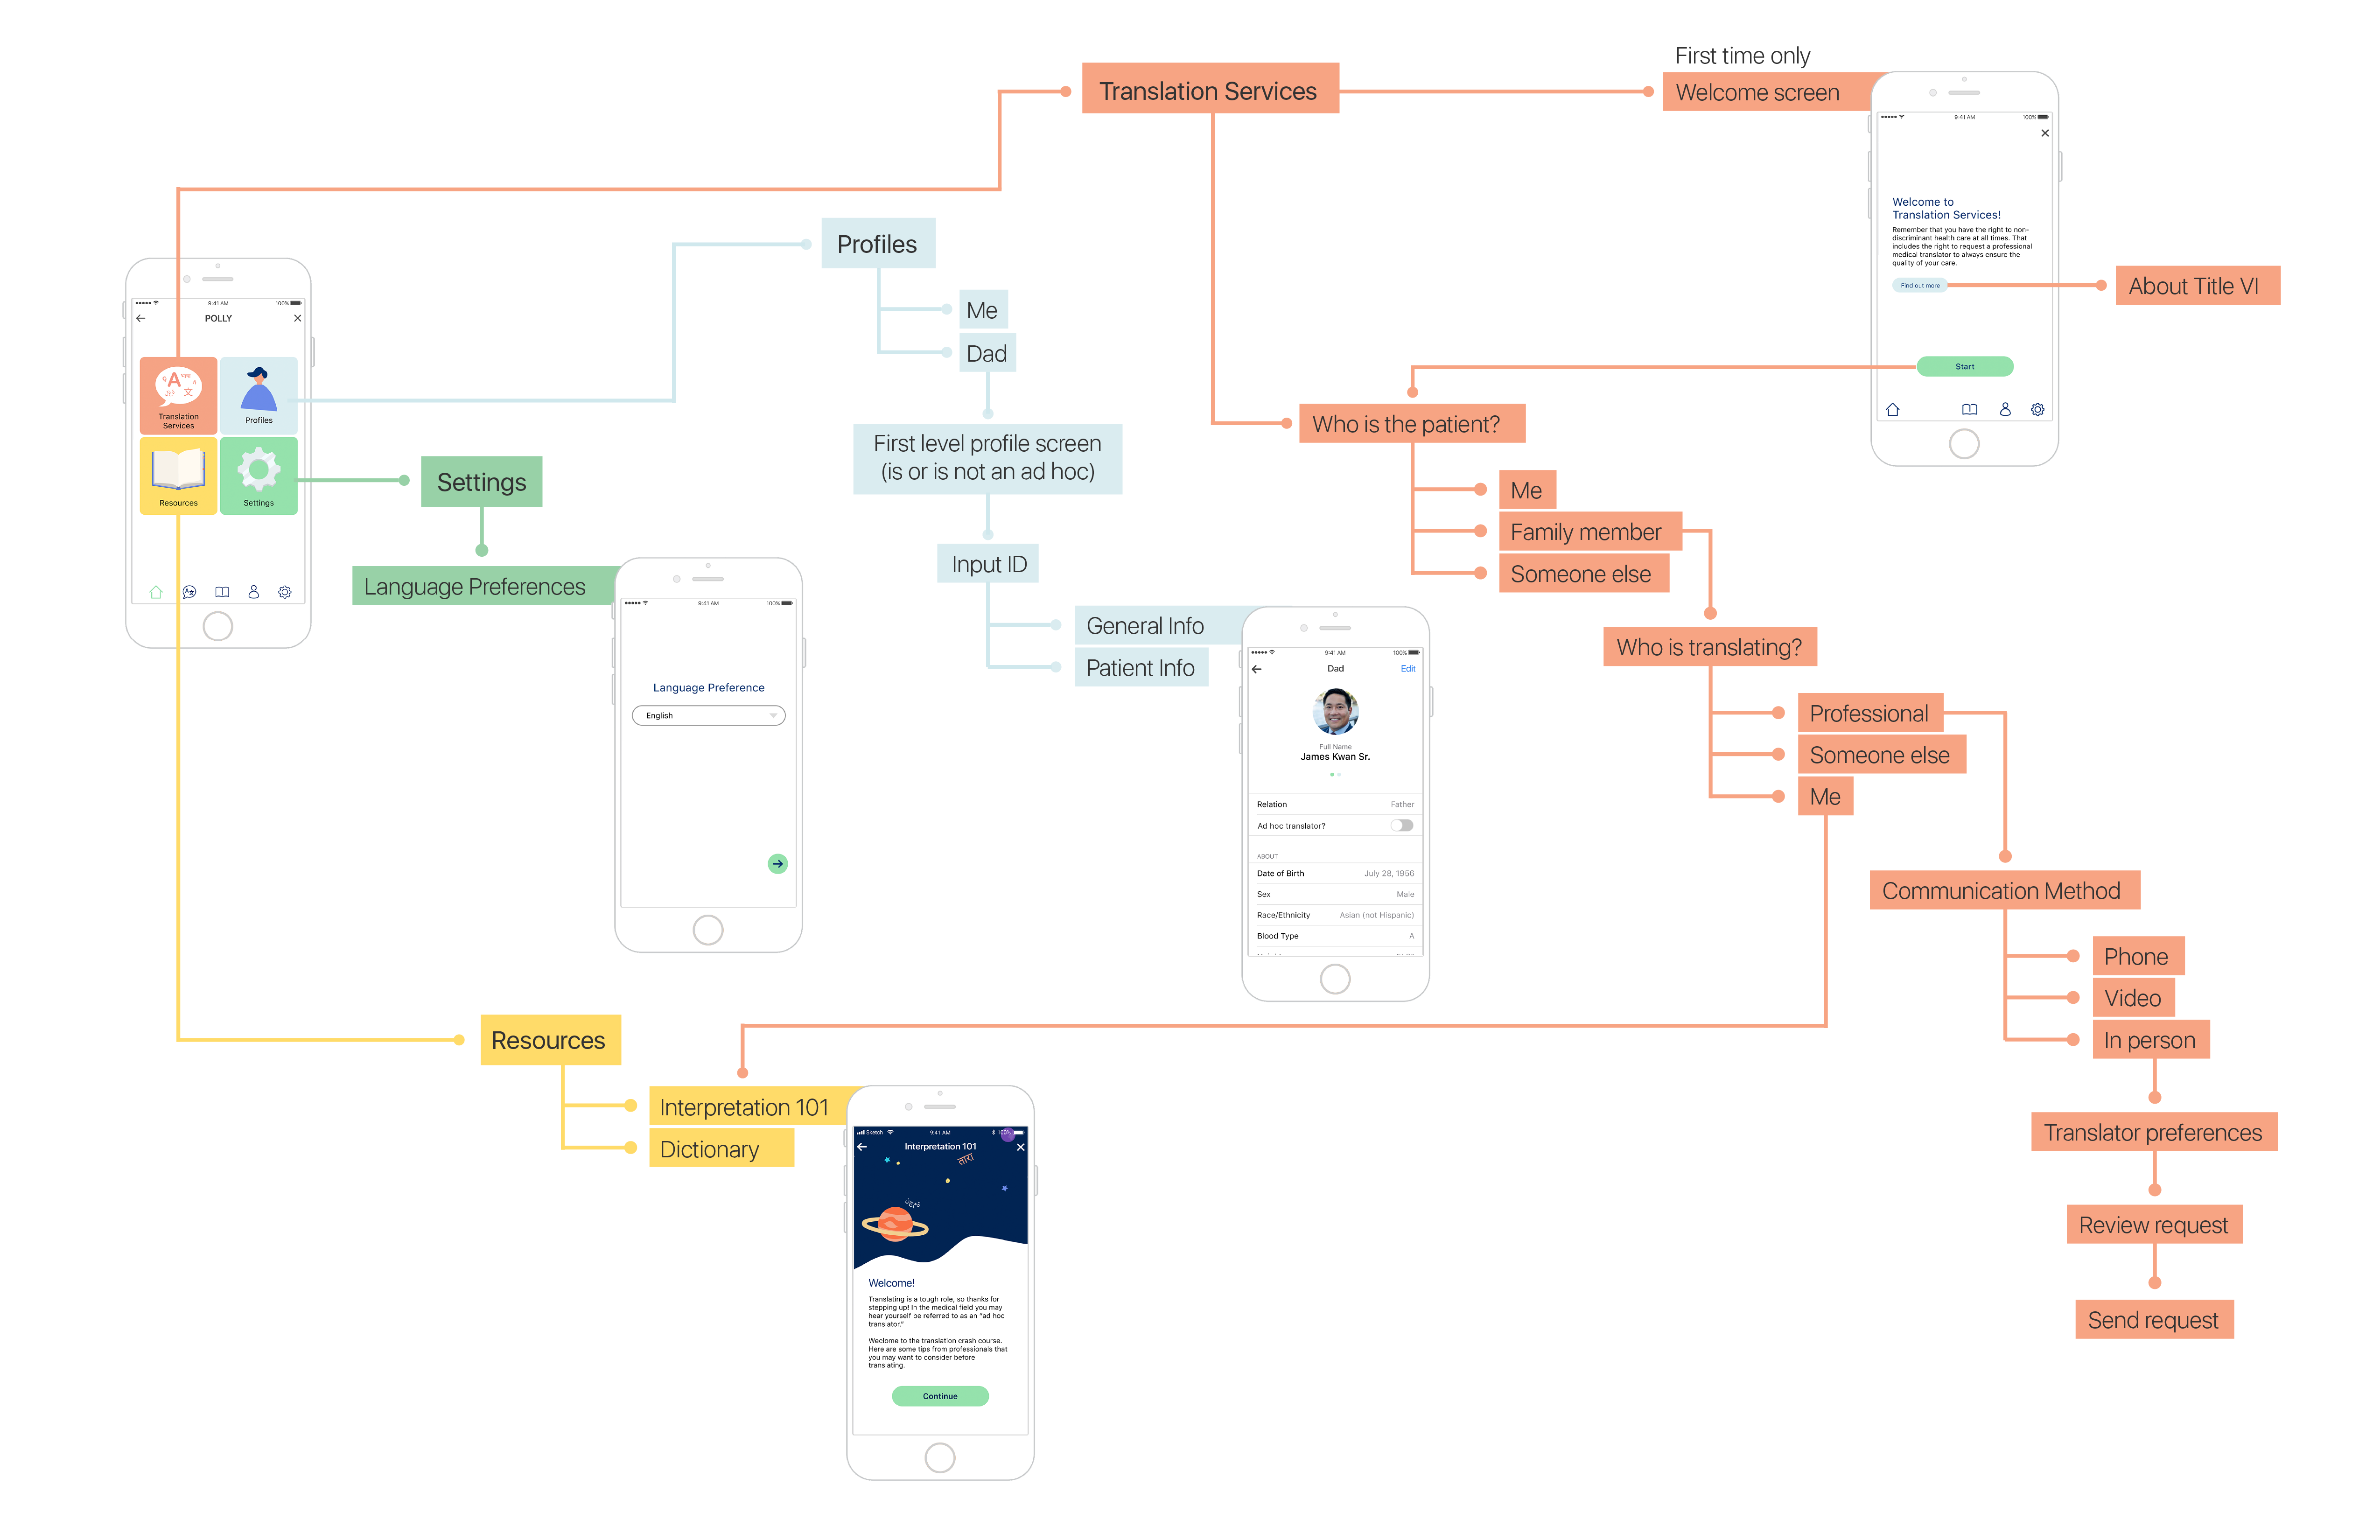 First time only
Translation Services
Welcome screen
9:41 AM
100%
Welcome to
Translation Services!
Remember that you have the right to non-
discriminant health care at all times. That
includes the right to request a professional
medical translator to always ensure the
quality of your care.
Find out more
About Title VI
Start
Profiles
Me
Dad
First level profile screen
(is or is not an ad hoc)
Input ID
General Info
Patient Info
9:41 AM
100%
POLLY
Translation
Services
Profiles
Resources
Settings
Settings
Language Preferences
9:41 AM
100%
Language Preference
English
Who is the patient?
Me
Family member
Someone else
Who is translating?
Professional
Someone else
Me
9:41 AM
100%
Dad
Edit
Full Name
James Kwan Sr.
Relation
Father
Ad hoc translator?
ABOUT
Date of Birth
July 28, 1956
Sex
Male
Race/Ethnicity
Asian (not Hispanic)
Blood Type
A
Communication Method
Phone
Video
In person
Translator preferences
Review request
Send request
Resources
Interpretation 101
Dictionary
Sketch
9:41 AM
100%
Interpretation 101
तारा
Welcome!
Translating is a tough role, so thanks for
stepping up! In the medical field you may
hear yourself be referred to as an "ad hoc
translator."
Weclome to the translation crash course.
Here are some tips from professionals that
you may want to consider before
translating.
Continue